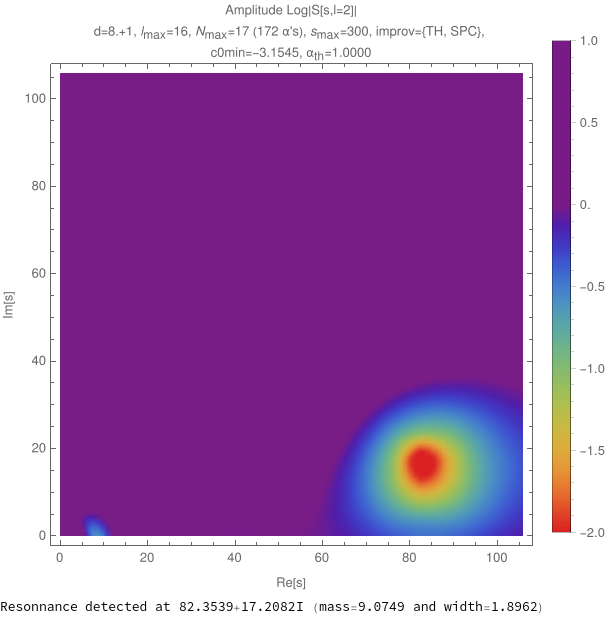 Amplitude Log|S[s,l=2]|
d=8.+1, lmax=16, Nmax=17 (172 α's), smax=300, improv={TH, SPC},
c0min=−3.1545, αth=1.0000
1.0
0.5
0.
−0.5
−1.0
−1.5
−2.0
100
80
60
40
20
0
Im[s]
0 20 40 60 80 100
Re[s]
Resonnance detected at 82.3539+17.2082I (mass=9.0749 and width=1.8962)